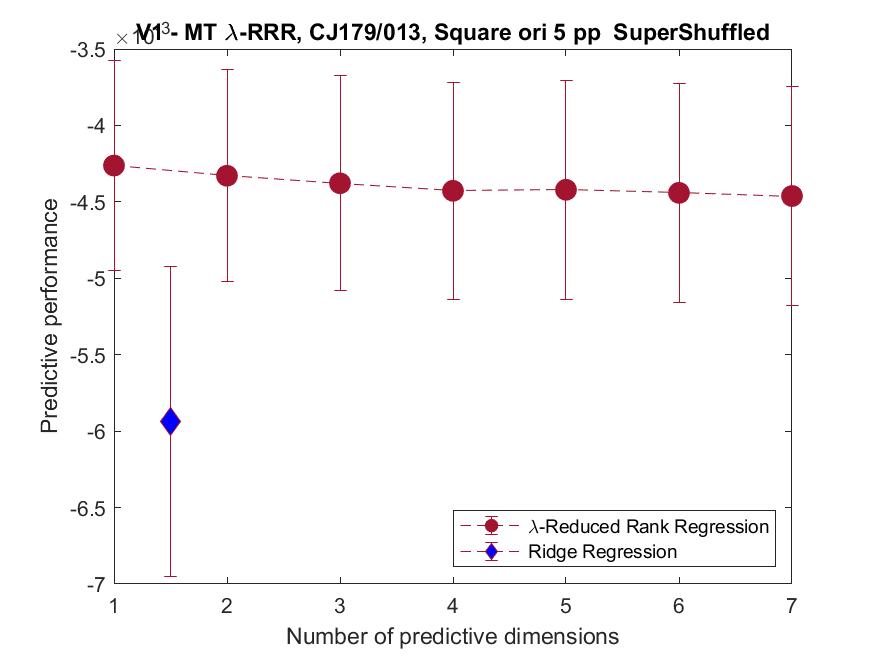 V1 - MT λ-RRR, CJ179/013, Square ori 5 pp  SuperShuffled
-3.5
-4
-4.5
-5
-5.5
-6
-6.5
-7
Predictive performance
λ-Reduced Rank Regression
Ridge Regression
1 2 3 4 5 6 7
Number of predictive dimensions